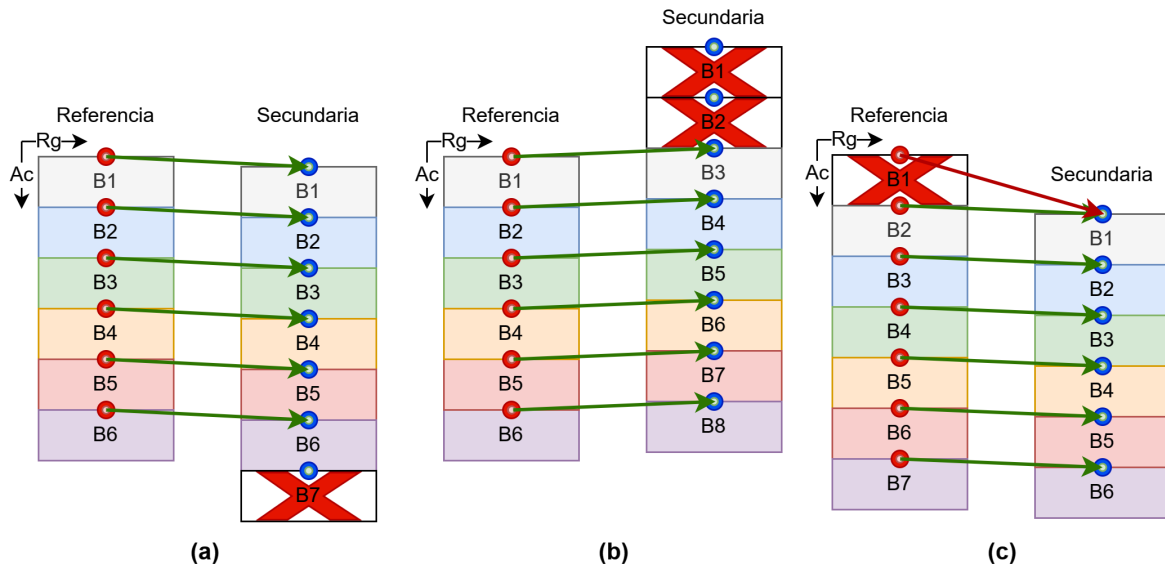 Referencia
Secundaria
Rg
Ac
B1
B2
B3
B4
B5
B6
B1
B2
B3
B4
B5
B6
B7
(a)
Secundaria
Referencia
Rg
Ac
B1
B2
B3
B4
B5
B6
B1
B2
B3
B4
B5
B6
B7
B8
(b)
Referencia
Secundaria
Rg
Ac
B1
B2
B3
B4
B5
B6
B7
B1
B2
B3
B4
B5
B6
(c)